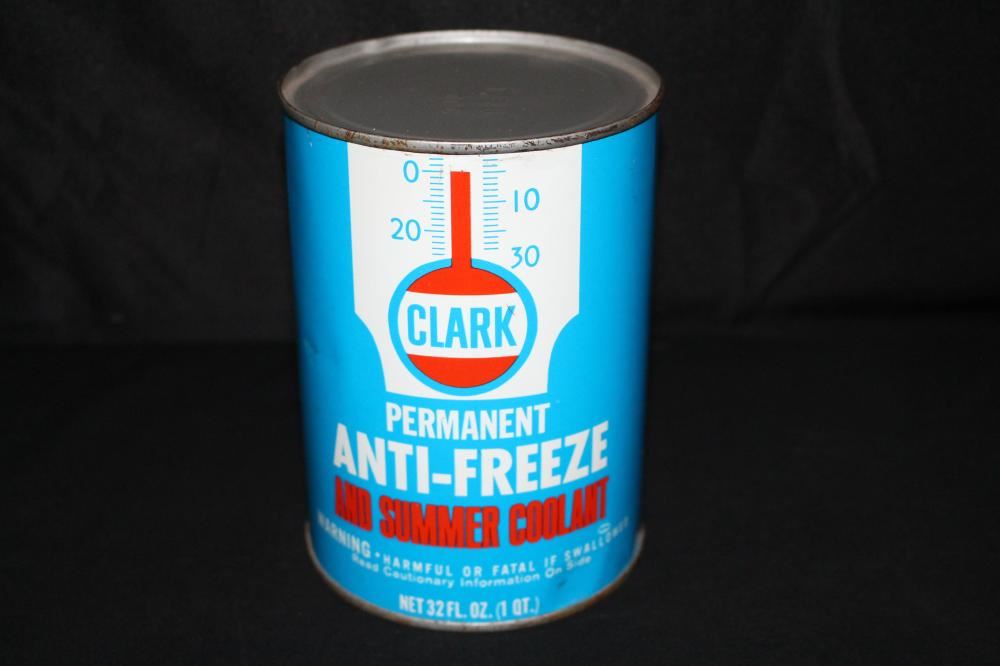 0
10
20
30
CLARK
PERMANENT
ANTI-FREEZE
AND SUMMER COOLANT
WARNING • HARMFUL OR FATAL IF SWALLOWED
Read Cautionary Information On Side
NET 32 FL. OZ. (1 QT.)